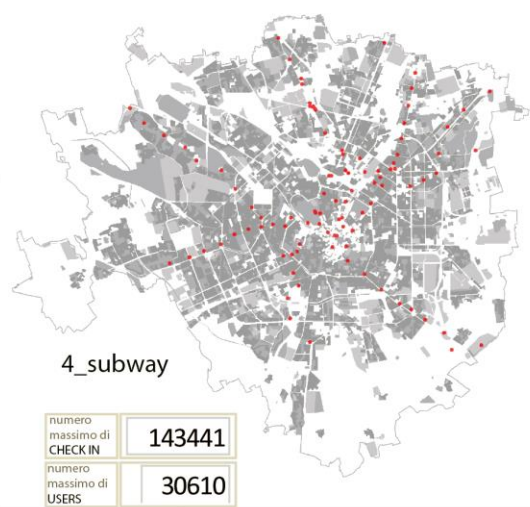 4_subway
numero
massimo di
CHECK IN
143441
numero
massimo di
USERS
30610